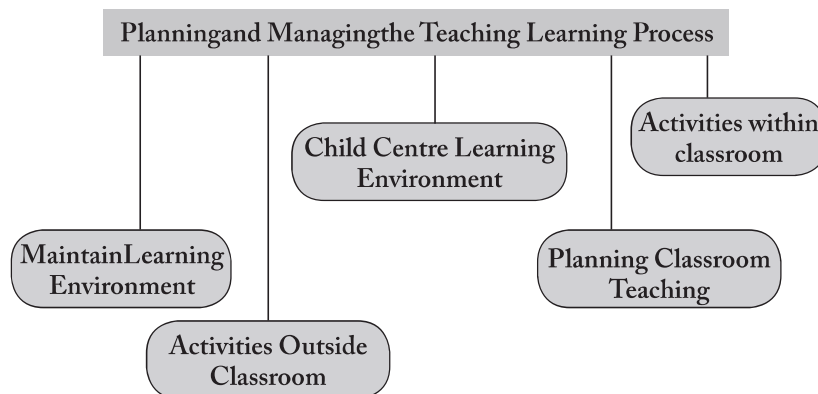 Planningand Managingthe Teaching Learning Process
Activities within
classroom
Child Centre Learning
Environment
MaintainLearning
Environment
Planning Classroom
Teaching
Activities Outside
Classroom